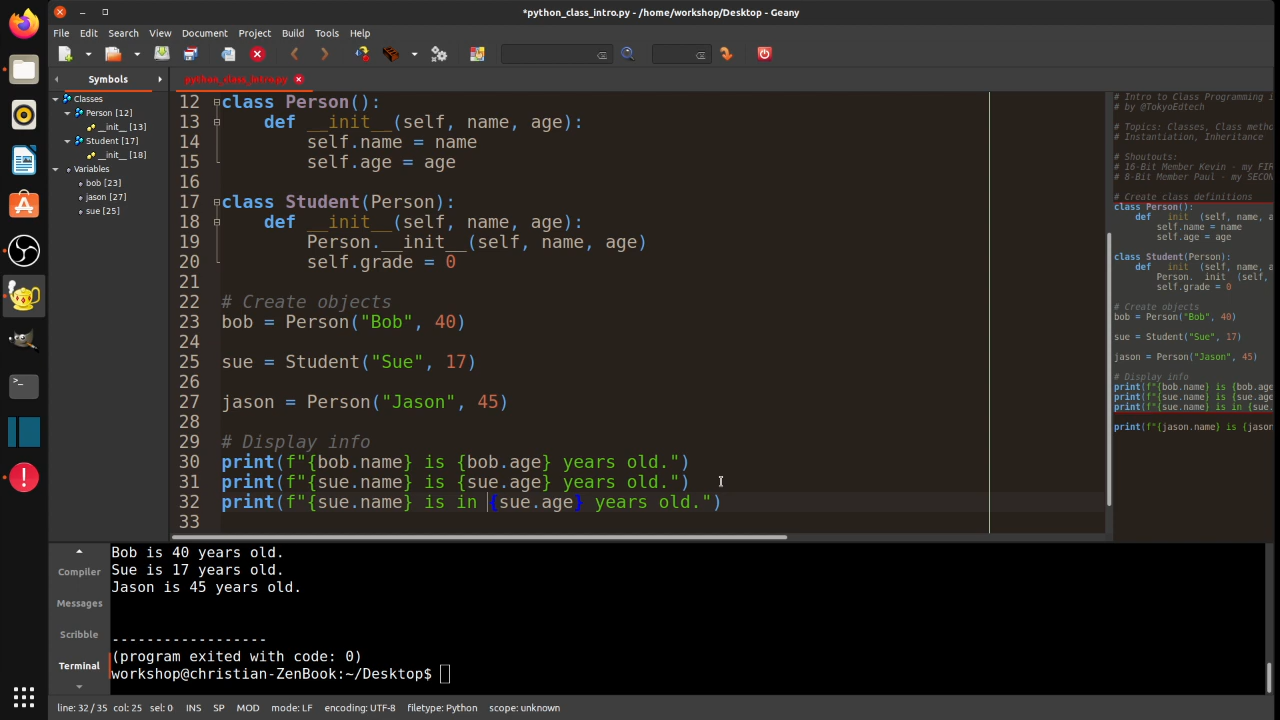 *python_class_intro.py - /home/workshop/Desktop - Geany
File Edit Search View Document Project Build Tools Help
Symbols
python_class_intro.py
Classes
Person [12]
__init__ [13]
Student [17]
__init__ [18]
Variables
bob [23]
jason [27]
sue [25]
12 class Person():
13     def __init__(self, name, age):
14         self.name = name
15         self.age = age
16
17 class Student(Person):
18     def __init__(self, name, age):
19         Person.__init__(self, name, age)
20         self.grade = 0
21
22 # Create objects
23 bob = Person("Bob", 40)
24
25 sue = Student("Sue", 17)
26
27 jason = Person("Jason", 45)
28
29 # Display info
30 print(f"{bob.name} is {bob.age} years old.")
31 print(f"{sue.name} is {sue.age} years old.")
32 print(f"{sue.name} is in {sue.age} years old.")
33
# Intro to Class Programming i
# by @TokyoEdtech
# Topics: Classes, Class metho
# Instantiation, Inheritance
# Shoutouts:
# 16-Bit Member Kevin - my FIR
# 8-Bit Member Paul - my SECON
# Create class definitions
class Person():
def __init__(self, name, a
self.name = name
self.age = age
class Student(Person):
def __init__(self, name, a
Person.__init__(self,
self.grade = 0
# Create objects
bob = Person("Bob", 40)
sue = Student("Sue", 17)
jason = Person("Jason", 45)
# Display info
print(f"{bob.name} is {bob.age
print(f"{sue.name} is {sue.age
print(f"{sue.name} is in {sue.
print(f"{jason.name} is {jason
Compiler
Messages
Scribble
Terminal
Bob is 40 years old.
Sue is 17 years old.
Jason is 45 years old.
------------------
(program exited with code: 0)
workshop@christian-ZenBook:~/Desktop$
line: 32 / 35 col: 25 sel: 0 INS SP MOD mode: LF encoding: UTF-8 filetype: Python scope: unknown